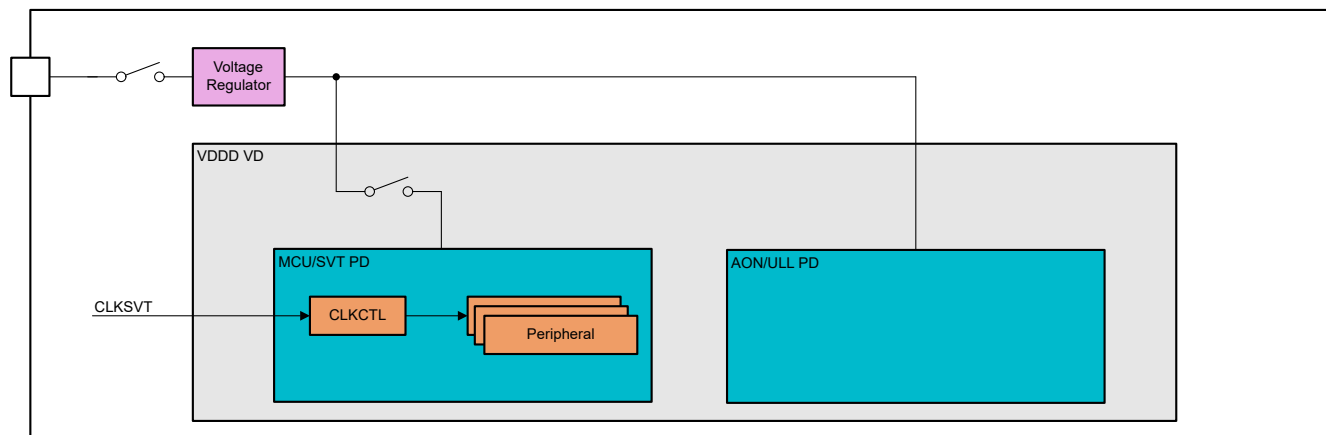 Voltage
Regulator
VDDD VD
MCU/SVT PD
AON/ULL PD
CLKSVT
CLKCTL
Peripheral